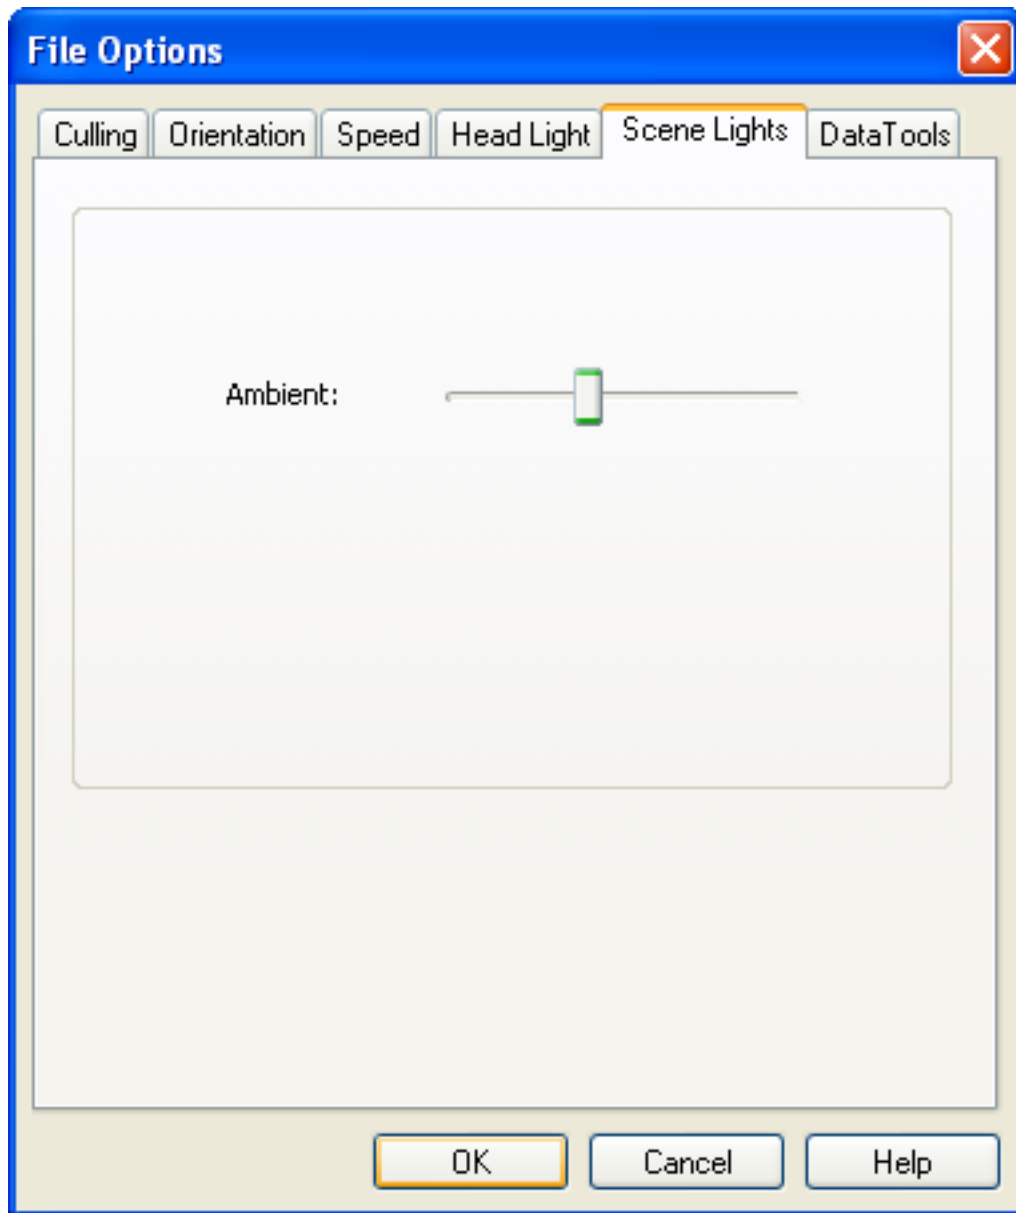 File Options
Culling Orientation Speed Head Light Scene Lights DataTools
Ambient:
OK Cancel Help